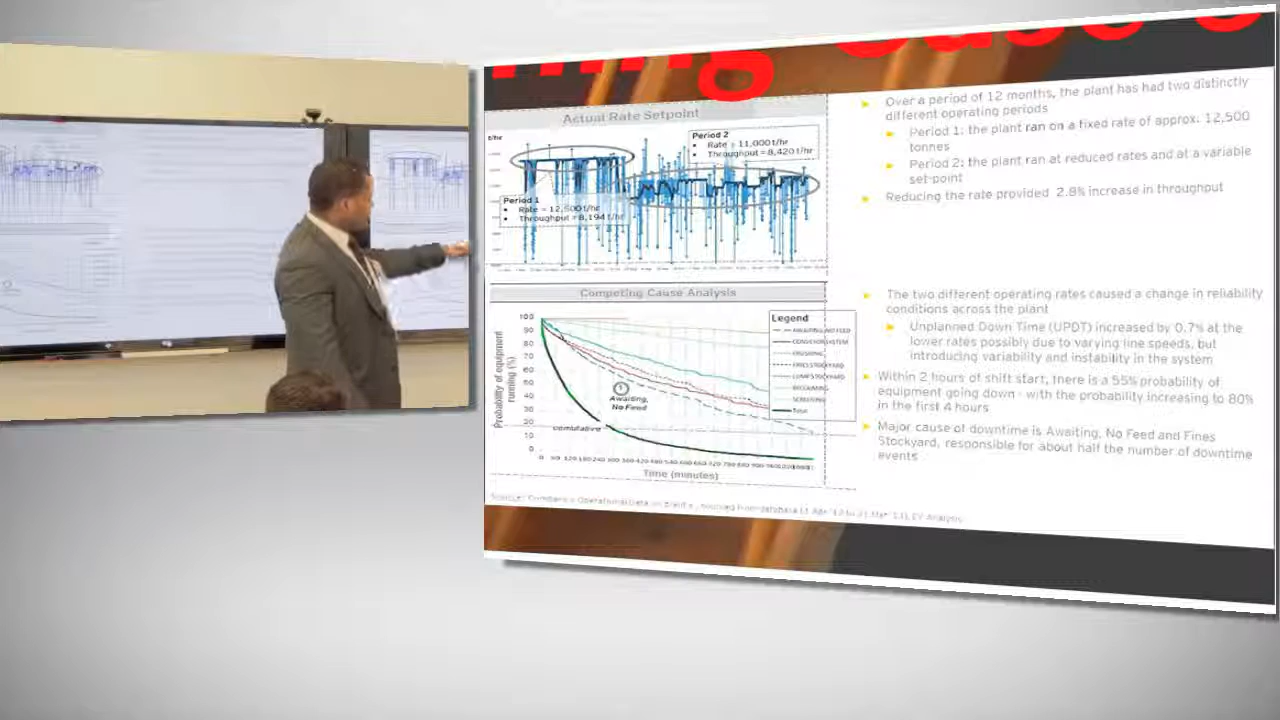 ning Case S
Actual Rate Setpoint
t/hr
Period 2
• Rate = 11,000t/hr
• Throughput = 8,420t/hr
Period 1
• Rate = 12,500t/hr
• Throughput = 8,194 t/hr
Over a period of 12 months, the plant has had two distinctly
different operating periods
Period 1: the plant ran on a fixed rate of approx. 12,500
tonnes
Period 2: the plant ran at reduced rates and at a variable
set-point
Reducing the rate provided 2.8% increase in throughput
Competing Cause Analysis
Probability of equipment
running (%)
100
90
80
70
60
50
40
30
20
10
0
Awaiting,
No Feed
cumulative
Time (minutes)
Legend
AWAITING NO FEED
CONVEYOR SYSTEM
CRUSHING
FINES STOCKYARD
LUMP STOCKYARD
RECLAIMING
SCREENING
Total
The two different operating rates caused a change in reliability
conditions across the plant
Unplanned Down Time (UPDT) increased by 0.7% at the
lower rates possibly due to varying line speeds, but
introducing variability and instability in the system
Within 2 hours of shift start, there is a 55% probability of
equipment going down - with the probability increasing to 80%
in the first 4 hours
Major cause of downtime is Awaiting, No Feed and Fines
Stockyard, responsible for about half the number of downtime
events